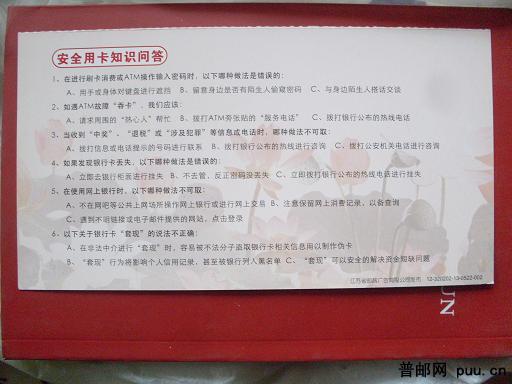 安全用卡知识问答
1、在进行刷卡消费或ATM操作输入密码时，以下哪种做法是错误的：
A、用手或身体对键盘进行遮挡 B、留意身边是否有陌生人偷窥密码 C、与身边陌生人搭话交谈
2、如遇ATM故障“吞卡”，我们应该：
A、请求周围的“热心人”帮忙 B、拨打ATM旁张贴的“服务电话” C、拨打银行公布的热线电话
3、当收到“中奖”、“退税”或“涉及犯罪”等信息或电话时，哪种做法不可取：
A、拨打信息或电话提示的号码进行联系 B、拨打银行公布的热线进行咨询 C、拨打公安机关电话进行咨询
4、如果发现银行卡丢失，以下哪种做法是错误的：
A、立即去银行柜面进行挂失 B、不去管，反正密码没丢失 C、立即拨打银行公布的热线电话进行挂失
5、在使用网上银行时，以下哪种做法不可取：
A、不在网吧等公共上网场所操作网上银行或进行网上交易 B、注意保留网上消费记录，以备查询
C、遇到不明链接或电子邮件提供的网站，点击登录
6、以下关于银行卡“套现”的说法不正确：
A、在非法中介进行“套现”时，容易被不法分子盗取银行卡相关信息用以制作伪卡
B、“套现”行为将影响个人信用记录，甚至被银行列入黑名单 C、“套现”可以安全的解决资金短缺问题
江苏省邮政广告有限公司发布 12-320202-13-0522-002
UN
普邮网 puu.cn